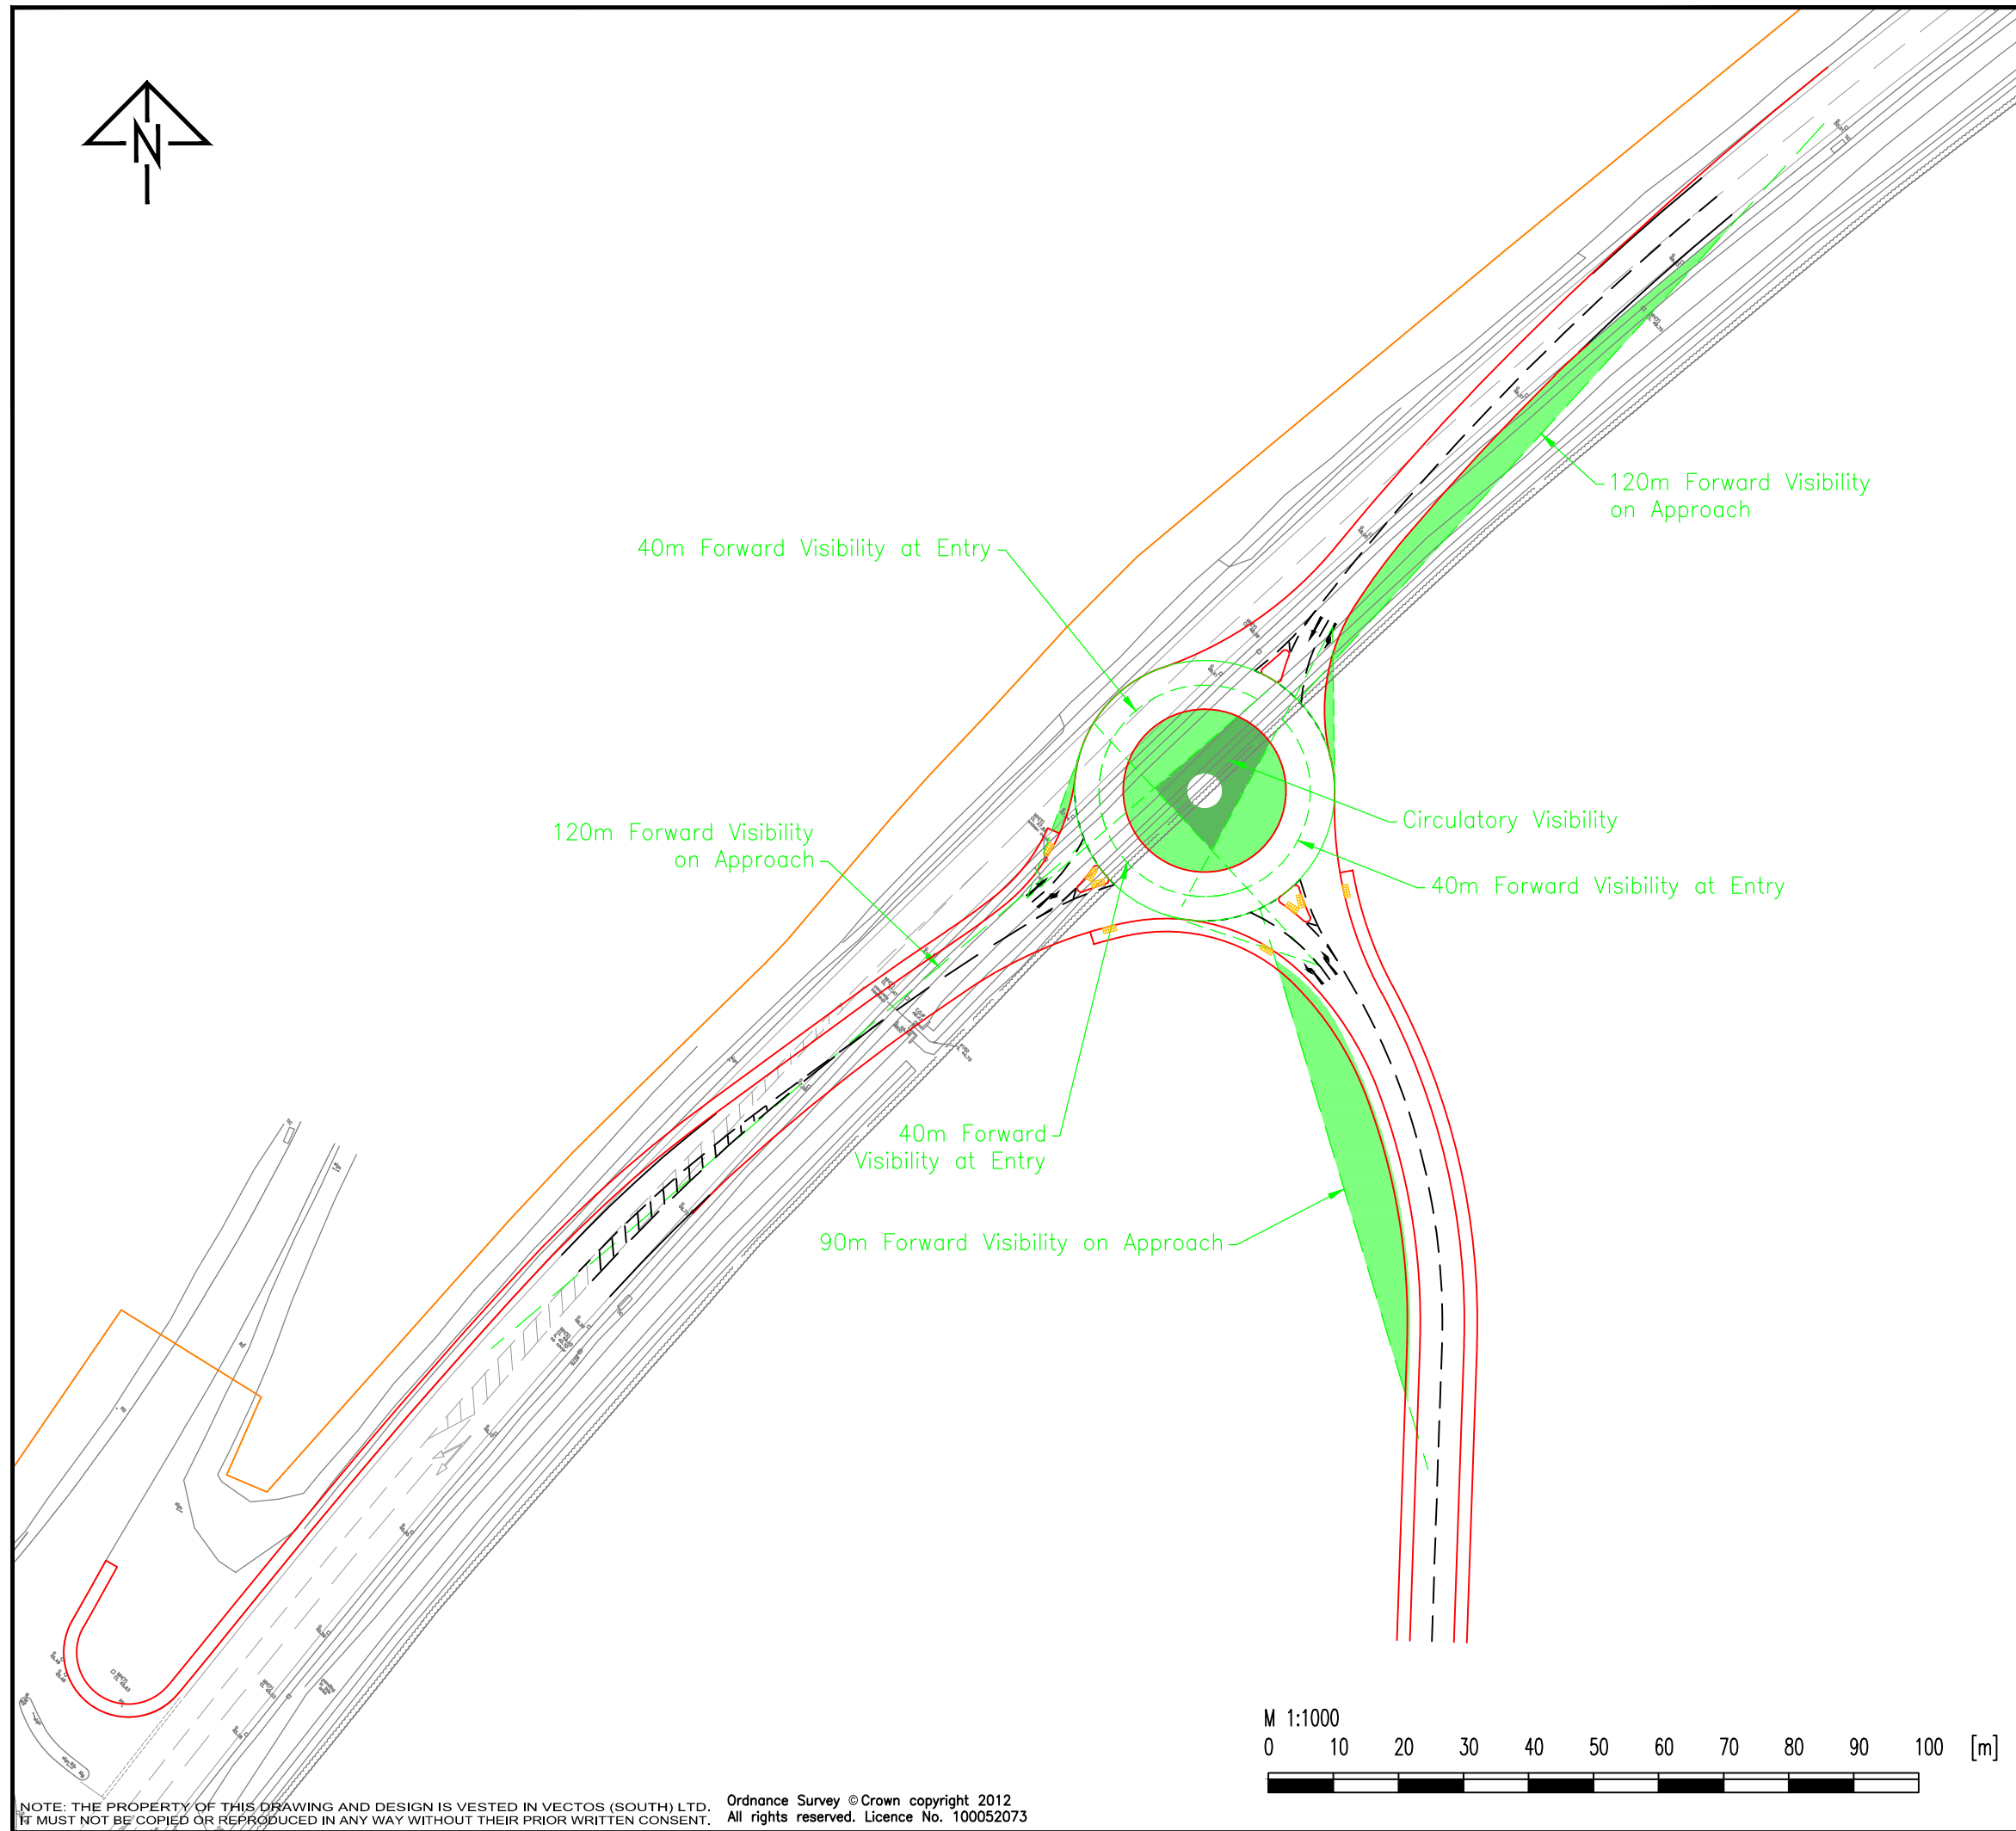 N
120m Forward Visibility
on Approach
40m Forward Visibility at Entry
Circulatory Visibility
120m Forward Visibility
on Approach
40m Forward Visibility at Entry
40m Forward
Visibility at Entry
90m Forward Visibility on Approach
M 1:1000
0 10 20 30 40 50 60 70 80 90 100 [m]
NOTE: THE PROPERTY OF THIS DRAWING AND DESIGN IS VESTED IN VECTOS (SOUTH) LTD.
IT MUST NOT BE COPIED OR REPRODUCED IN ANY WAY WITHOUT THEIR PRIOR WRITTEN CONSENT.
Ordnance Survey © Crown copyright 2012
All rights reserved. Licence No. 100052073